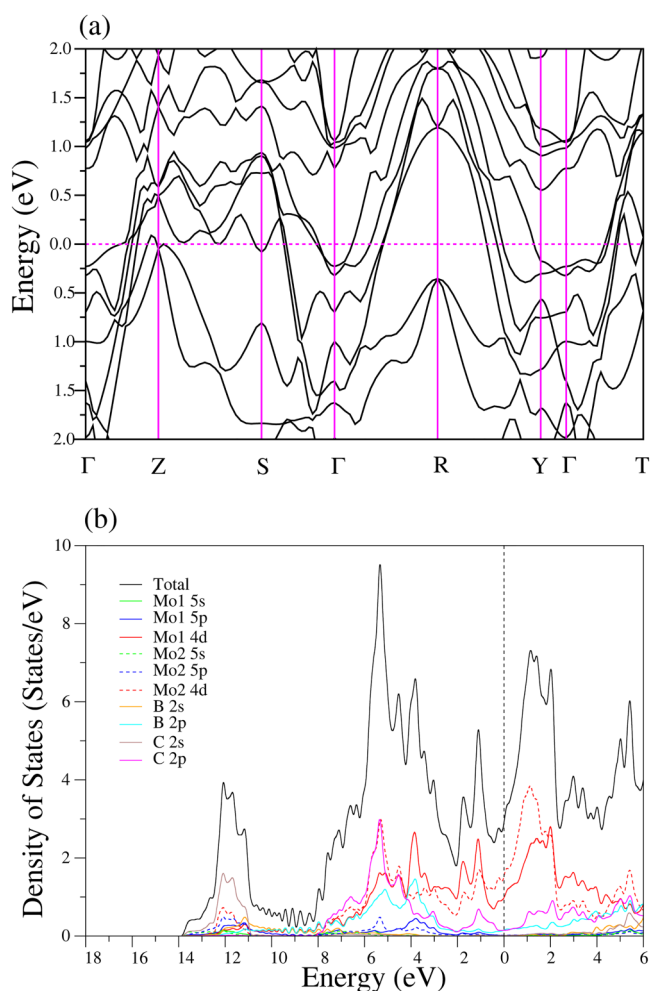 (a)
2.0
1.5
1.0
0.5
0.0
0.5
1.0
1.5
2.0
Energy (eV)
Γ Z S Γ R Y Γ T
(b)
10
8
6
4
2
0
Density of States (States/eV)
Total
Mo1 5s
Mo1 5p
Mo1 4d
Mo2 5s
Mo2 5p
Mo2 4d
B 2s
B 2p
C 2s
C 2p
18 16 14 12 10 8 6 4 2 0 2 4 6
Energy (eV)